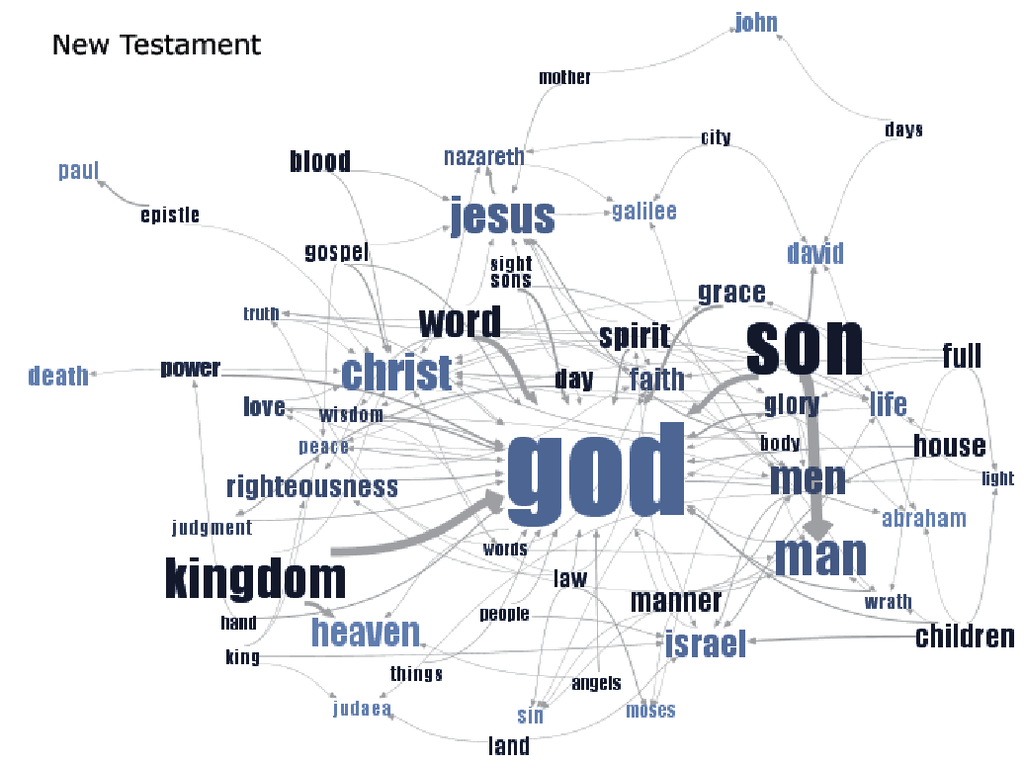 john
New Testament
mother
days
city
nazareth
blood
paul
jesus
galilee
epistle
gospel
david
sight
sons
grace
truth
word
spirit
son
full
power
christ
day
faith
death
love
wisdom
glory
life
body
house
peace
god
men
light
righteousness
judgment
abraham
words
man
kingdom
law
manner
wrath
people
hand
heaven
israel
children
king
things
angels
judaea
sin
moses
land